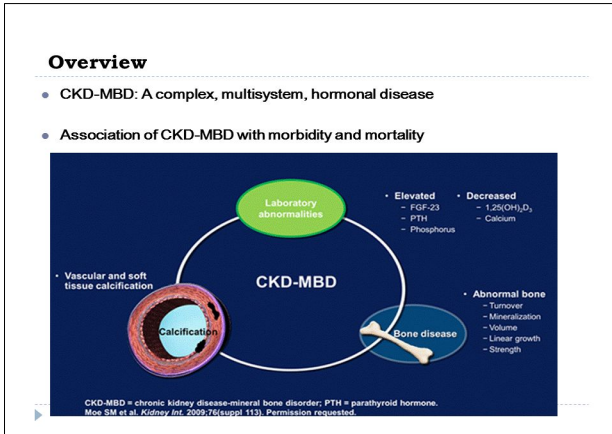 Overview
CKD-MBD: A complex, multisystem, hormonal disease
Association of CKD-MBD with morbidity and mortality
Laboratory
abnormalities
• Elevated
– FGF-23
– PTH
– Phosphorus
• Decreased
– 1,25(OH)₂D₃
– Calcium
• Vascular and soft
tissue calcification
CKD-MBD
Calcification
Bone disease
• Abnormal bone
– Turnover
– Mineralization
– Volume
– Linear growth
– Strength
CKD-MBD = chronic kidney disease-mineral bone disorder; PTH = parathyroid hormone.
Moe SM et al. Kidney Int. 2009;76(suppl 113). Permission requested.